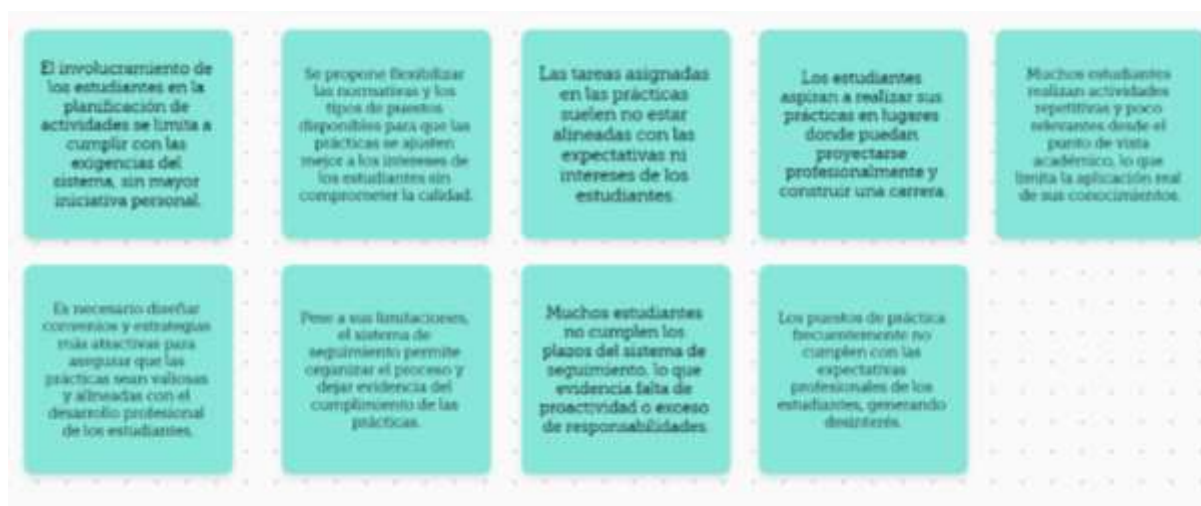 El involucramiento de
los estudiantes en la
planificación de
actividades se limita a
cumplir con las
exigencias del
sistema, sin mayor
iniciativa personal.
Se propone flexibilizar
las normativas y los
tipos de puestos
disponibles para que las
prácticas se ajusten
mejor a los intereses de
los estudiantes sin
comprometer la calidad.
Las tareas asignadas
en las prácticas
suelen no estar
alineadas con las
expectativas ni
intereses de los
estudiantes.
Los estudiantes
aspiran a realizar sus
prácticas en lugares
donde puedan
proyectarse
profesionalmente y
construir una carrera.
Muchos estudiantes
realizan actividades
repetitivas y poco
relevantes desde el
punto de vista
académico, lo que
limita la aplicación real
de sus conocimientos.
Es necesario diseñar
convenios y estrategias
más atractivas para
asegurar que las
prácticas sean valiosas
y alineadas con el
desarrollo profesional
de los estudiantes.
Pese a sus limitaciones,
el sistema de
seguimiento permite
organizar el proceso y
dejar evidencia del
cumplimiento de las
prácticas.
Muchos estudiantes
no cumplen los
plazos del sistema de
seguimiento, lo que
evidencia falta de
proactividad o exceso
de responsabilidades.
Los puestos de práctica
frecuentemente no
cumplen con las
expectativas
profesionales de los
estudiantes, generando
desinterés.